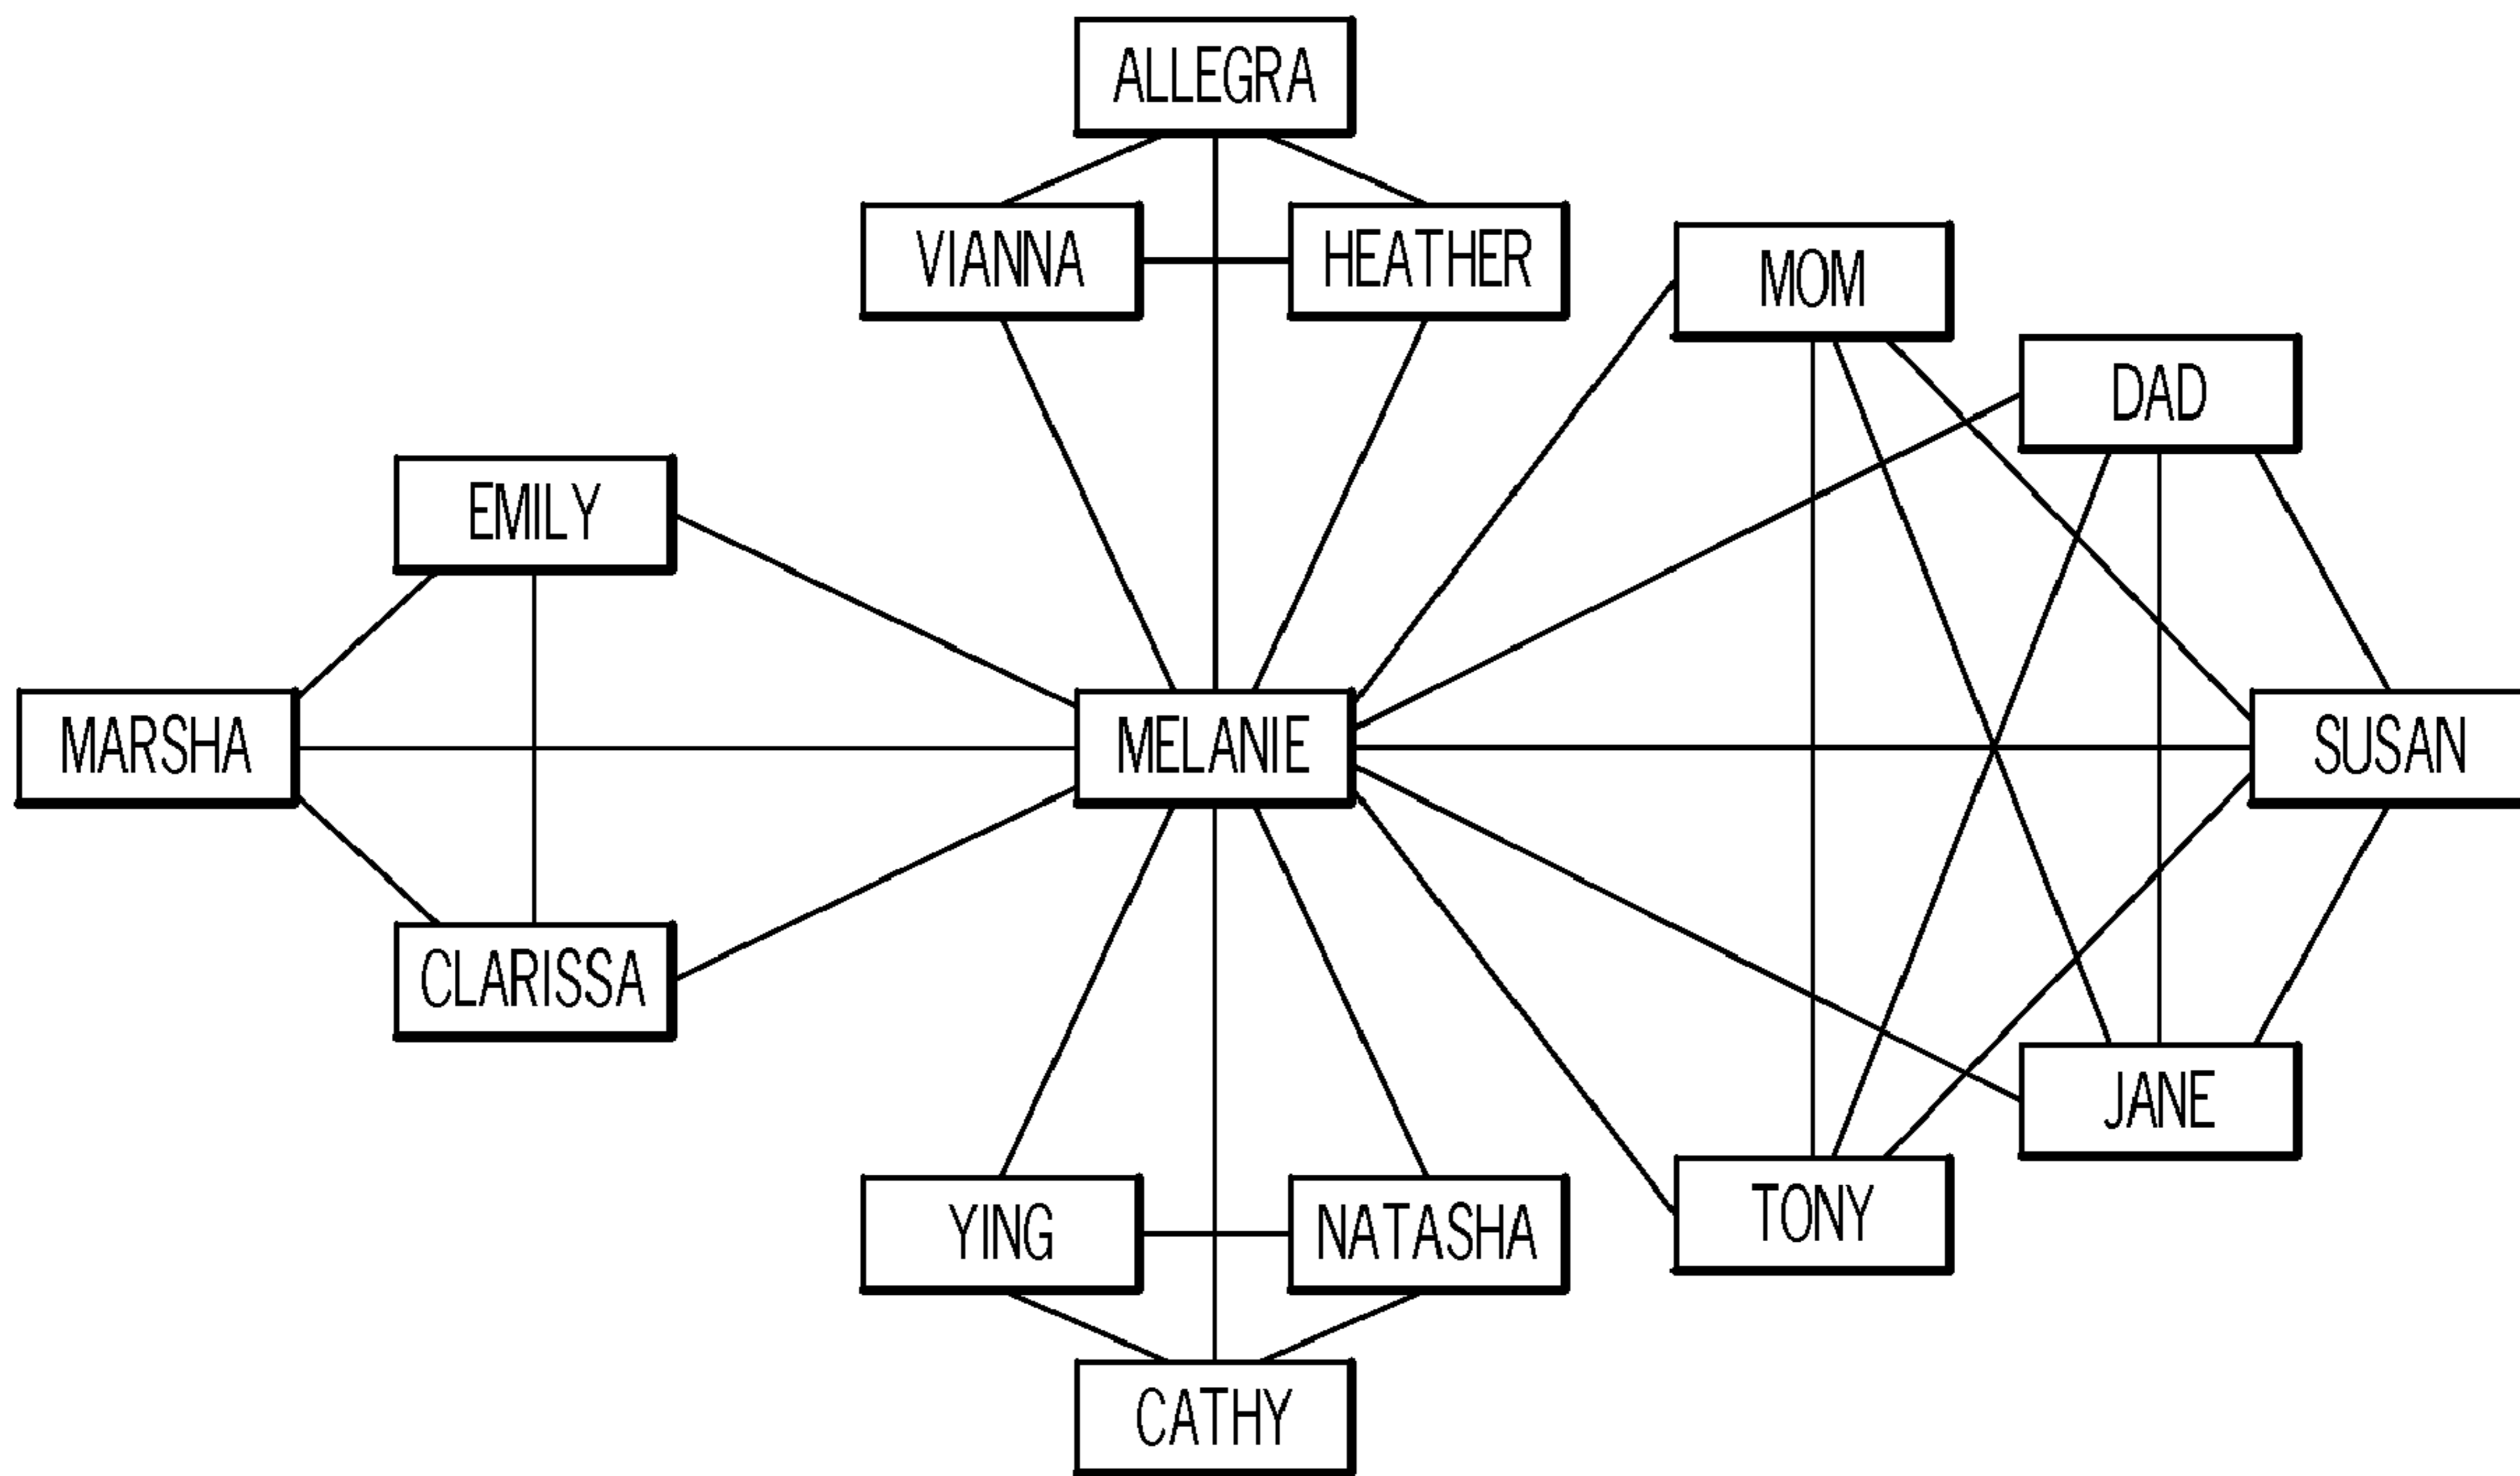 ALLEGRA
VIANNA
HEATHER
MOM
DAD
EMILY
MARSHA
MELANIE
SUSAN
CLARISSA
JANE
YING
NATASHA
TONY
CATHY